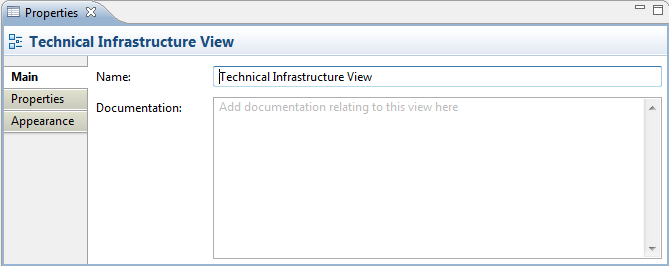 Properties
Technical Infrastructure View
Main
Name: Technical Infrastructure View
Properties
Documentation: Add documentation relating to this view here
Appearance